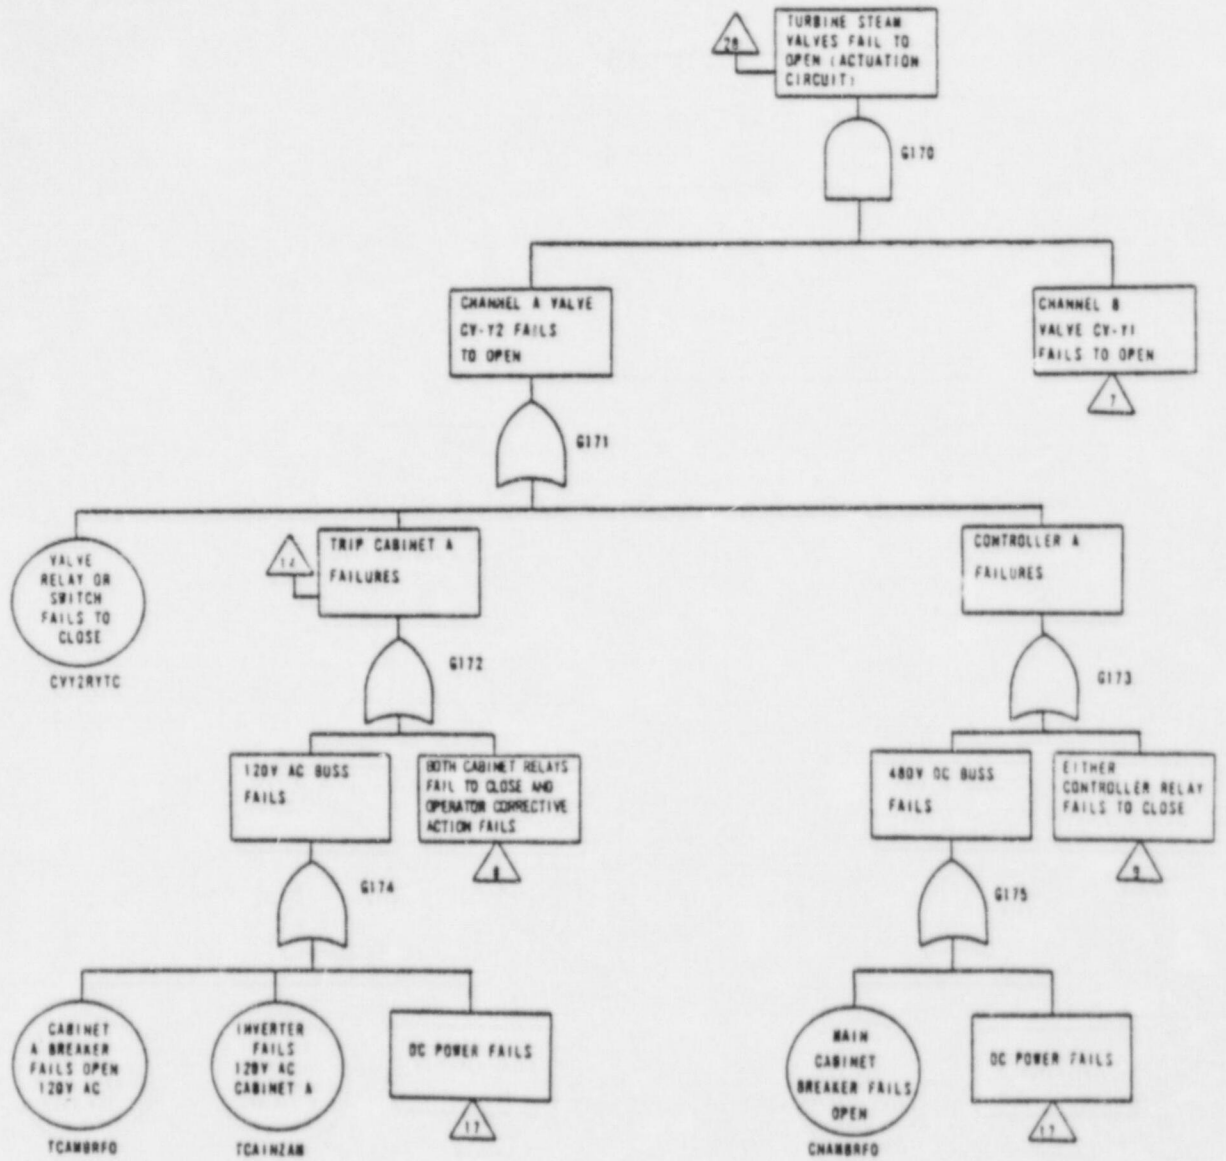 28
TURBINE STEAM
VALVES FAIL TO
OPEN (ACTUATION
CIRCUIT)
G170
CHANNEL A VALVE
CV-Y2 FAILS
TO OPEN
CHANNEL B
VALVE CV-Y1
FAILS TO OPEN
7
G171
VALVE
RELAY OR
SWITCH
FAILS TO
CLOSE
CVY2RYTC
TRIP CABINET A
FAILURES
CONTROLLER A
FAILURES
G172
G173
120V AC BUSS
FAILS
BOTH CABINET RELAYS
FAIL TO CLOSE AND
OPERATOR CORRECTIVE
ACTION FAILS
8
480V DC BUSS
FAILS
EITHER
CONTROLLER RELAY
FAILS TO CLOSE
9
G174
G175
CABINET
A BREAKER
FAILS OPEN
120V AC
TCAMBRFO
INVERTER
FAILS
120V AC
CABINET A
TCAINZAM
DC POWER FAILS
17
MAIN
CABINET
BREAKER FAILS
OPEN
CHAMBRFO
DC POWER FAILS
17